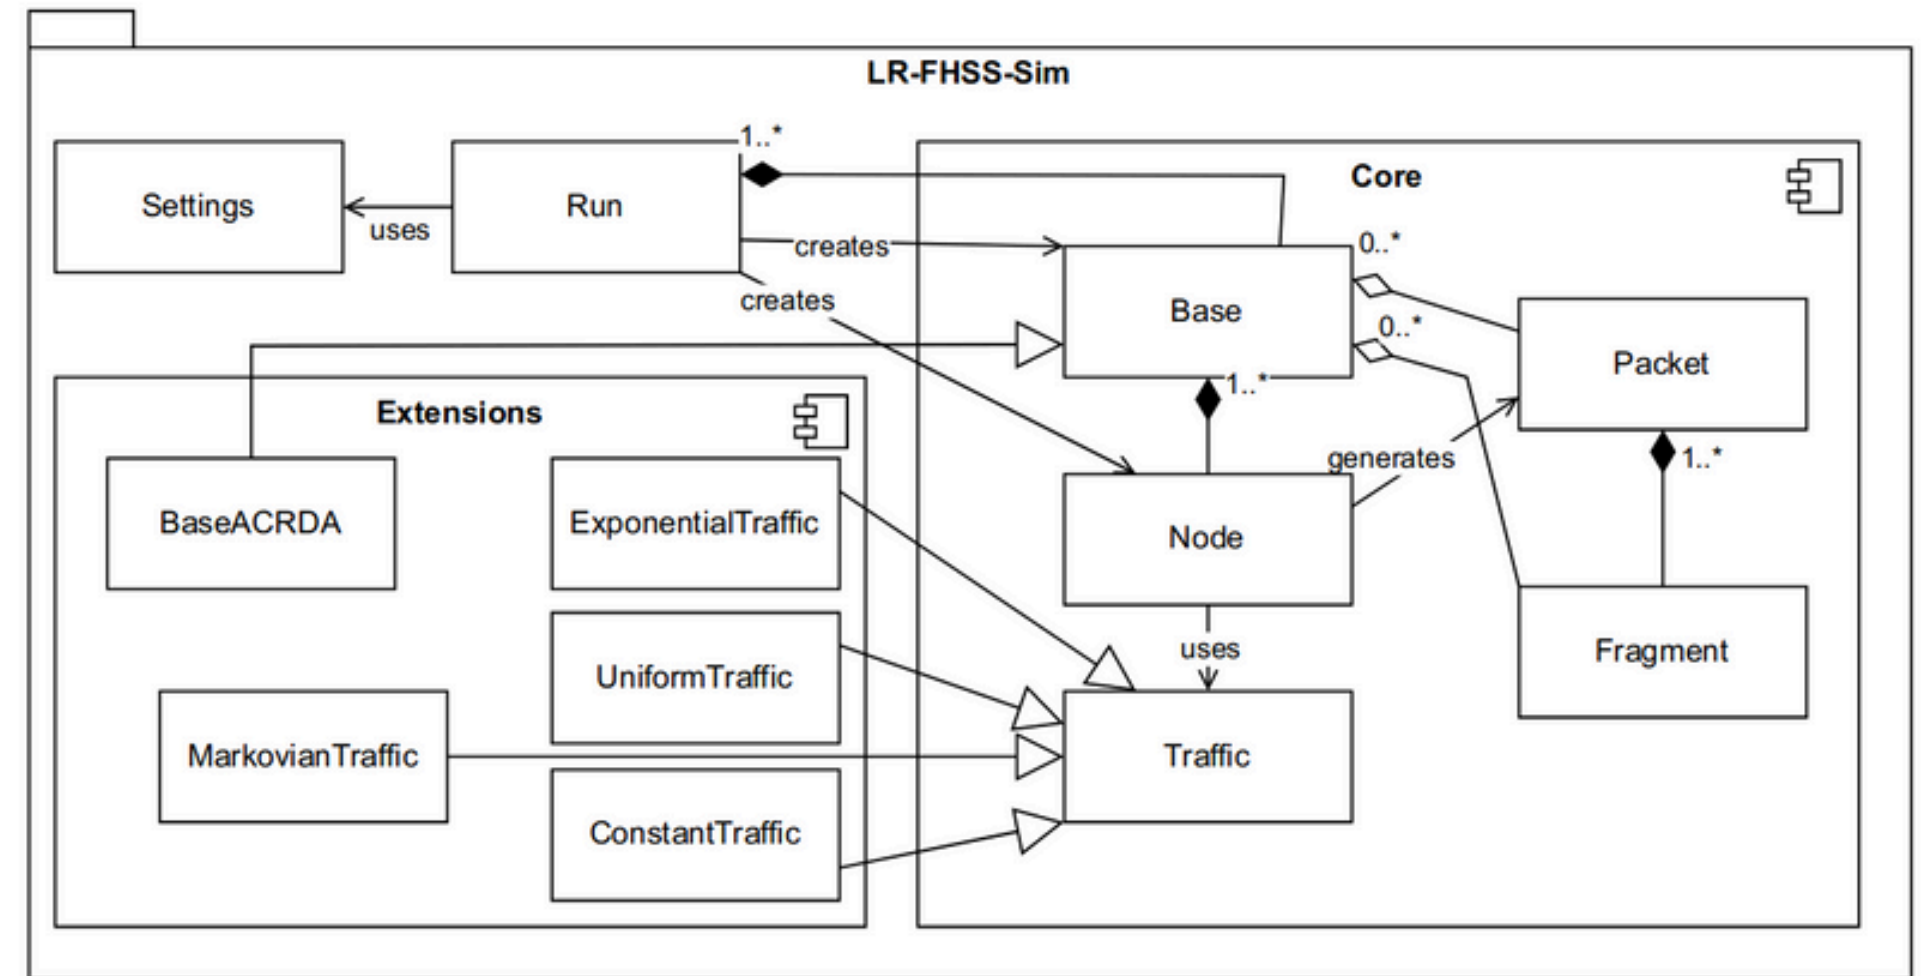 LR-FHSS-Sim
1..*
Settings
uses
Run
creates
creates
Core
Base
0..*
0..*
Packet
1..*
generates
1..*
Node
uses
Fragment
Traffic
Extensions
BaseACRDA
ExponentialTraffic
UniformTraffic
MarkovianTraffic
ConstantTraffic